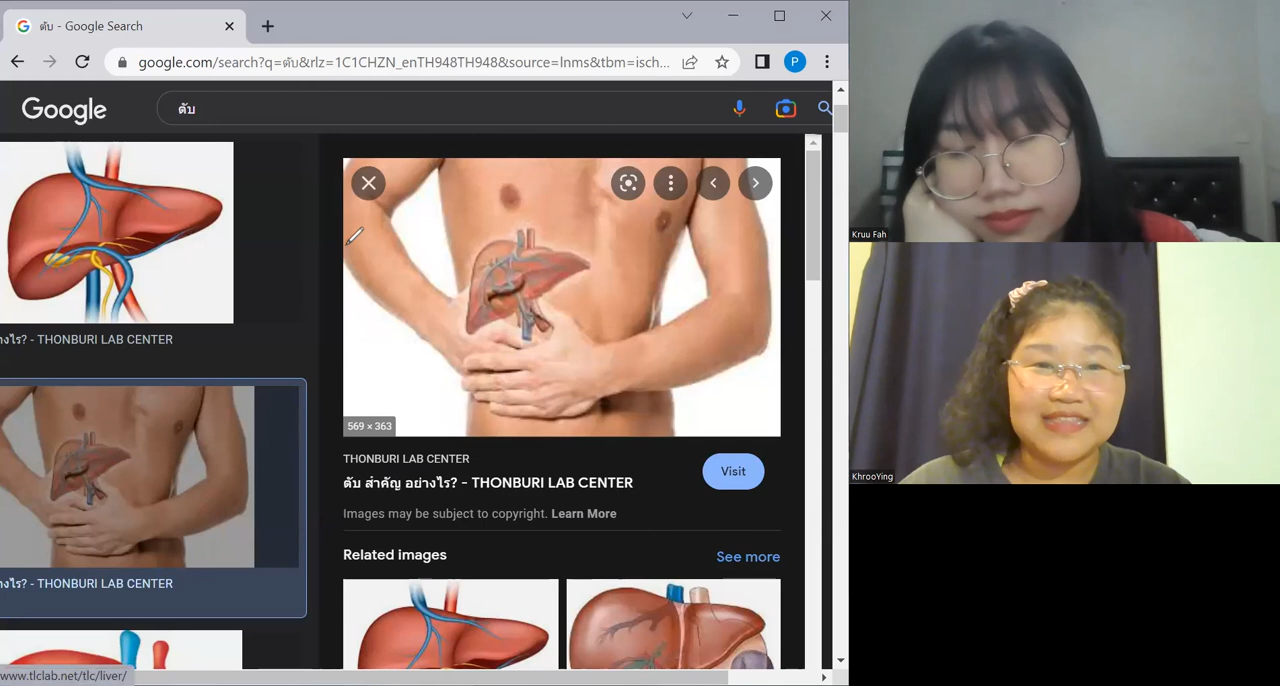 ตับ - Google Search
google.com/search?q=ตับ&rlz=1C1CHZN_enTH948TH948&source=lnms&tbm=isch...
P
Google
ตับ
งไร? - THONBURI LAB CENTER
งไร? - THONBURI LAB CENTER
www.tlclab.net/tlc/liver/
569 × 363
THONBURI LAB CENTER
ตับ สำคัญ อย่างไร? - THONBURI LAB CENTER
Visit
Images may be subject to copyright. Learn More
Related images
See more
Kruu Fah
KhrooYing